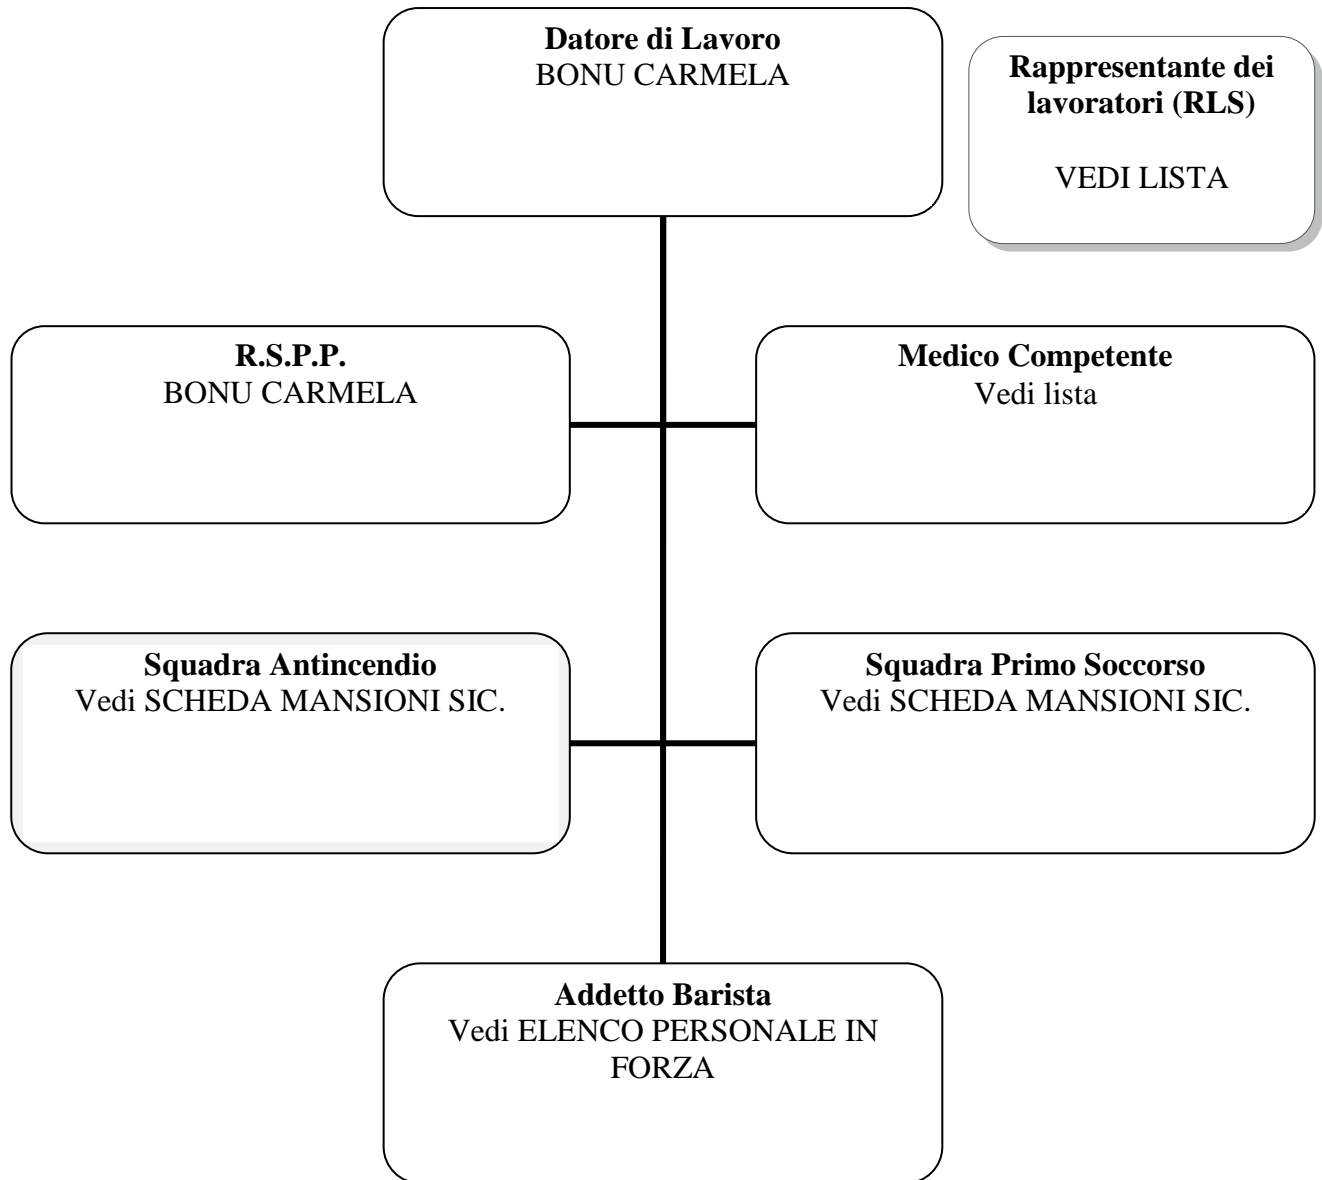 Datore di Lavoro
BONU CARMELA
Rappresentante dei
lavoratori (RLS)
VEDI LISTA
R.S.P.P.
BONU CARMELA
Medico Competente
Vedi lista
Squadra Antincendio
Vedi SCHEDA MANSIONI SIC.
Squadra Primo Soccorso
Vedi SCHEDA MANSIONI SIC.
Addetto Barista
Vedi ELENCO PERSONALE IN
FORZA